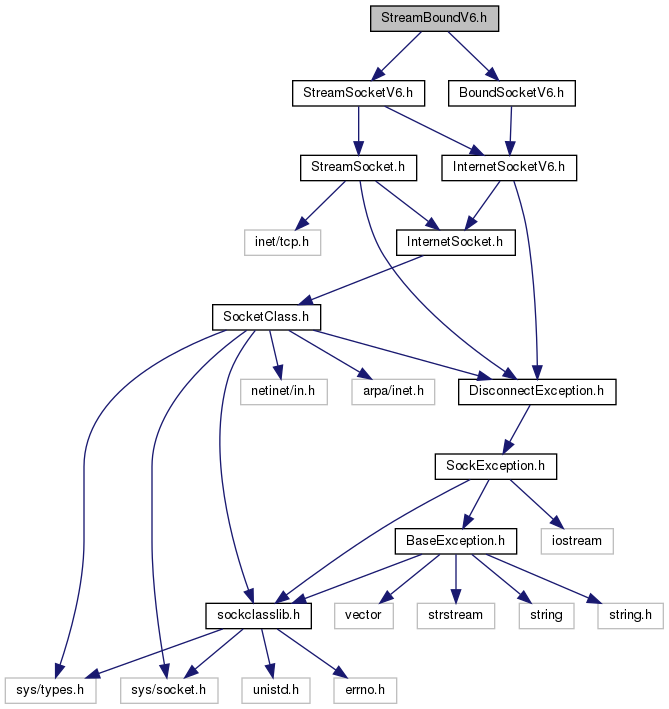 StreamBoundV6.h
StreamSocketV6.h
BoundSocketV6.h
StreamSocket.h
InternetSocketV6.h
inet/tcp.h
InternetSocket.h
SocketClass.h
netinet/in.h
arpa/inet.h
DisconnectException.h
SockException.h
BaseException.h
iostream
sockclasslib.h
vector
strstream
string
string.h
sys/types.h
sys/socket.h
unistd.h
errno.h